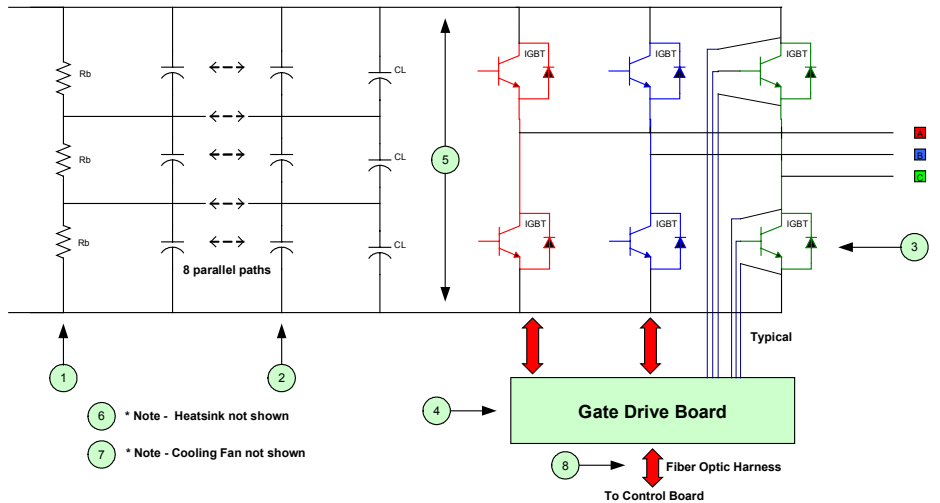 IGBT
IGBT
IGBT
Rb
CL
A
B
C
Rb
5
CL
Rb
IGBT
IGBT
IGBT
3
CL
8 parallel paths
Typical
1
2
6
* Note - Heatsink not shown
4
Gate Drive Board
7
* Note - Cooling Fan not shown
8
Fiber Optic Harness
To Control Board